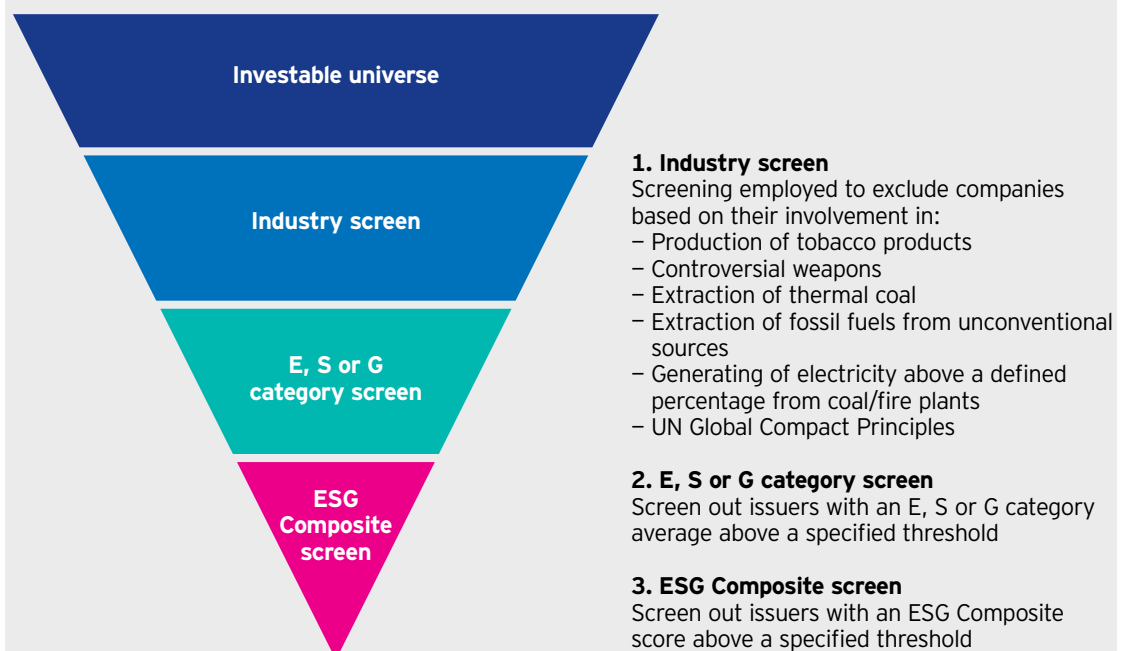 Investable universe
Industry screen
E, S or G
category screen
ESG
Composite
screen
1. Industry screen
Screening employed to exclude companies
based on their involvement in:
– Production of tobacco products
– Controversial weapons
– Extraction of thermal coal
– Extraction of fossil fuels from unconventional
sources
– Generating of electricity above a defined
percentage from coal/fire plants
– UN Global Compact Principles
2. E, S or G category screen
Screen out issuers with an E, S or G category
average above a specified threshold
3. ESG Composite screen
Screen out issuers with an ESG Composite
score above a specified threshold